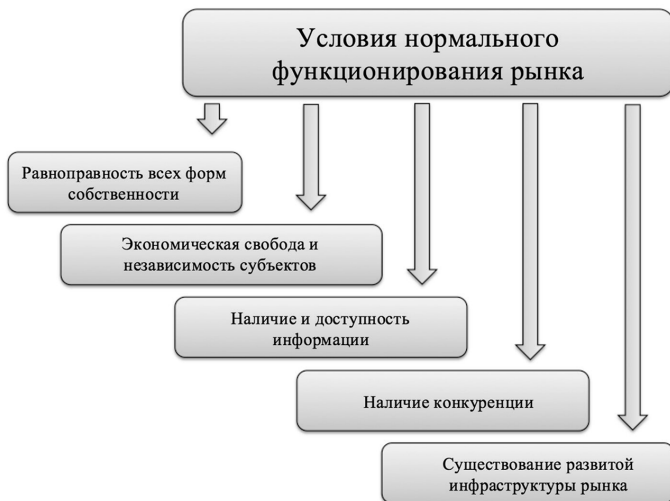 Условия нормального
функционирования рынка
Равноправность всех форм
собственности
Экономическая свобода и
независимость субъектов
Наличие и доступность
информации
Наличие конкуренции
Существование развитой
инфраструктуры рынка